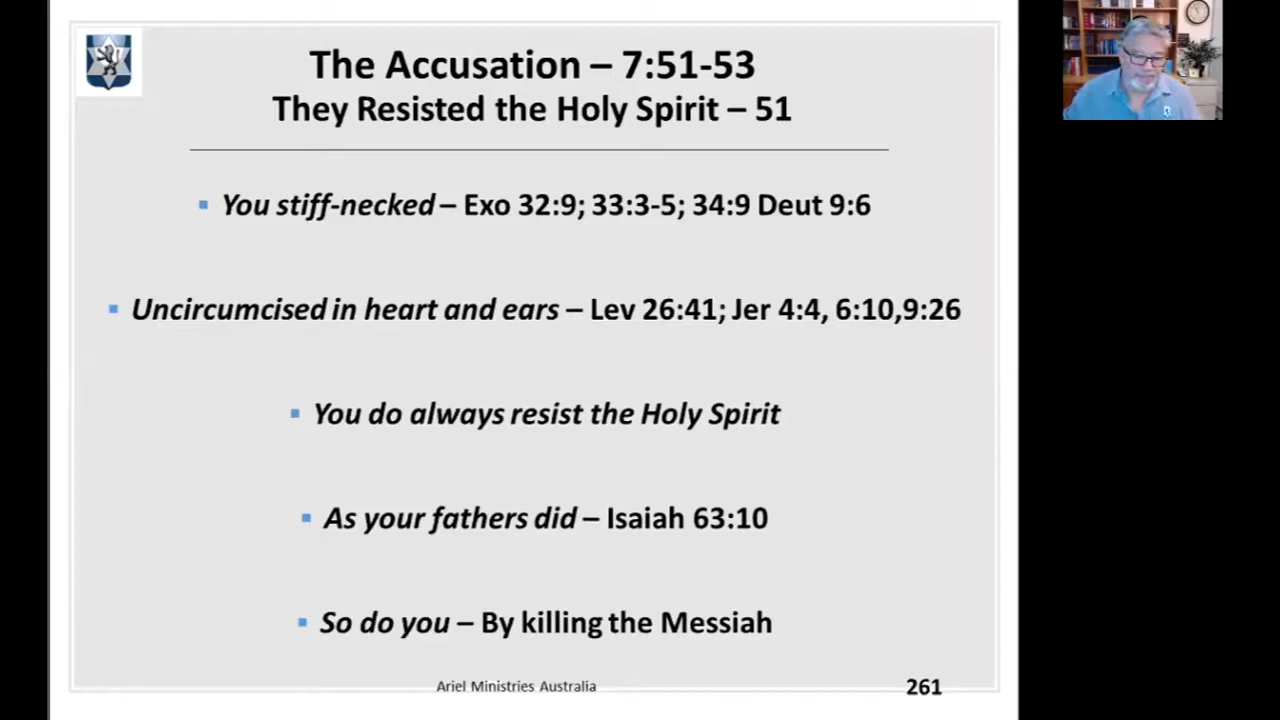 The Accusation – 7:51-53
They Resisted the Holy Spirit – 51
▪ You stiff-necked – Exo 32:9; 33:3-5; 34:9 Deut 9:6
▪ Uncircumcised in heart and ears – Lev 26:41; Jer 4:4, 6:10,9:26
▪ You do always resist the Holy Spirit
▪ As your fathers did – Isaiah 63:10
▪ So do you – By killing the Messiah
Ariel Ministries Australia
261